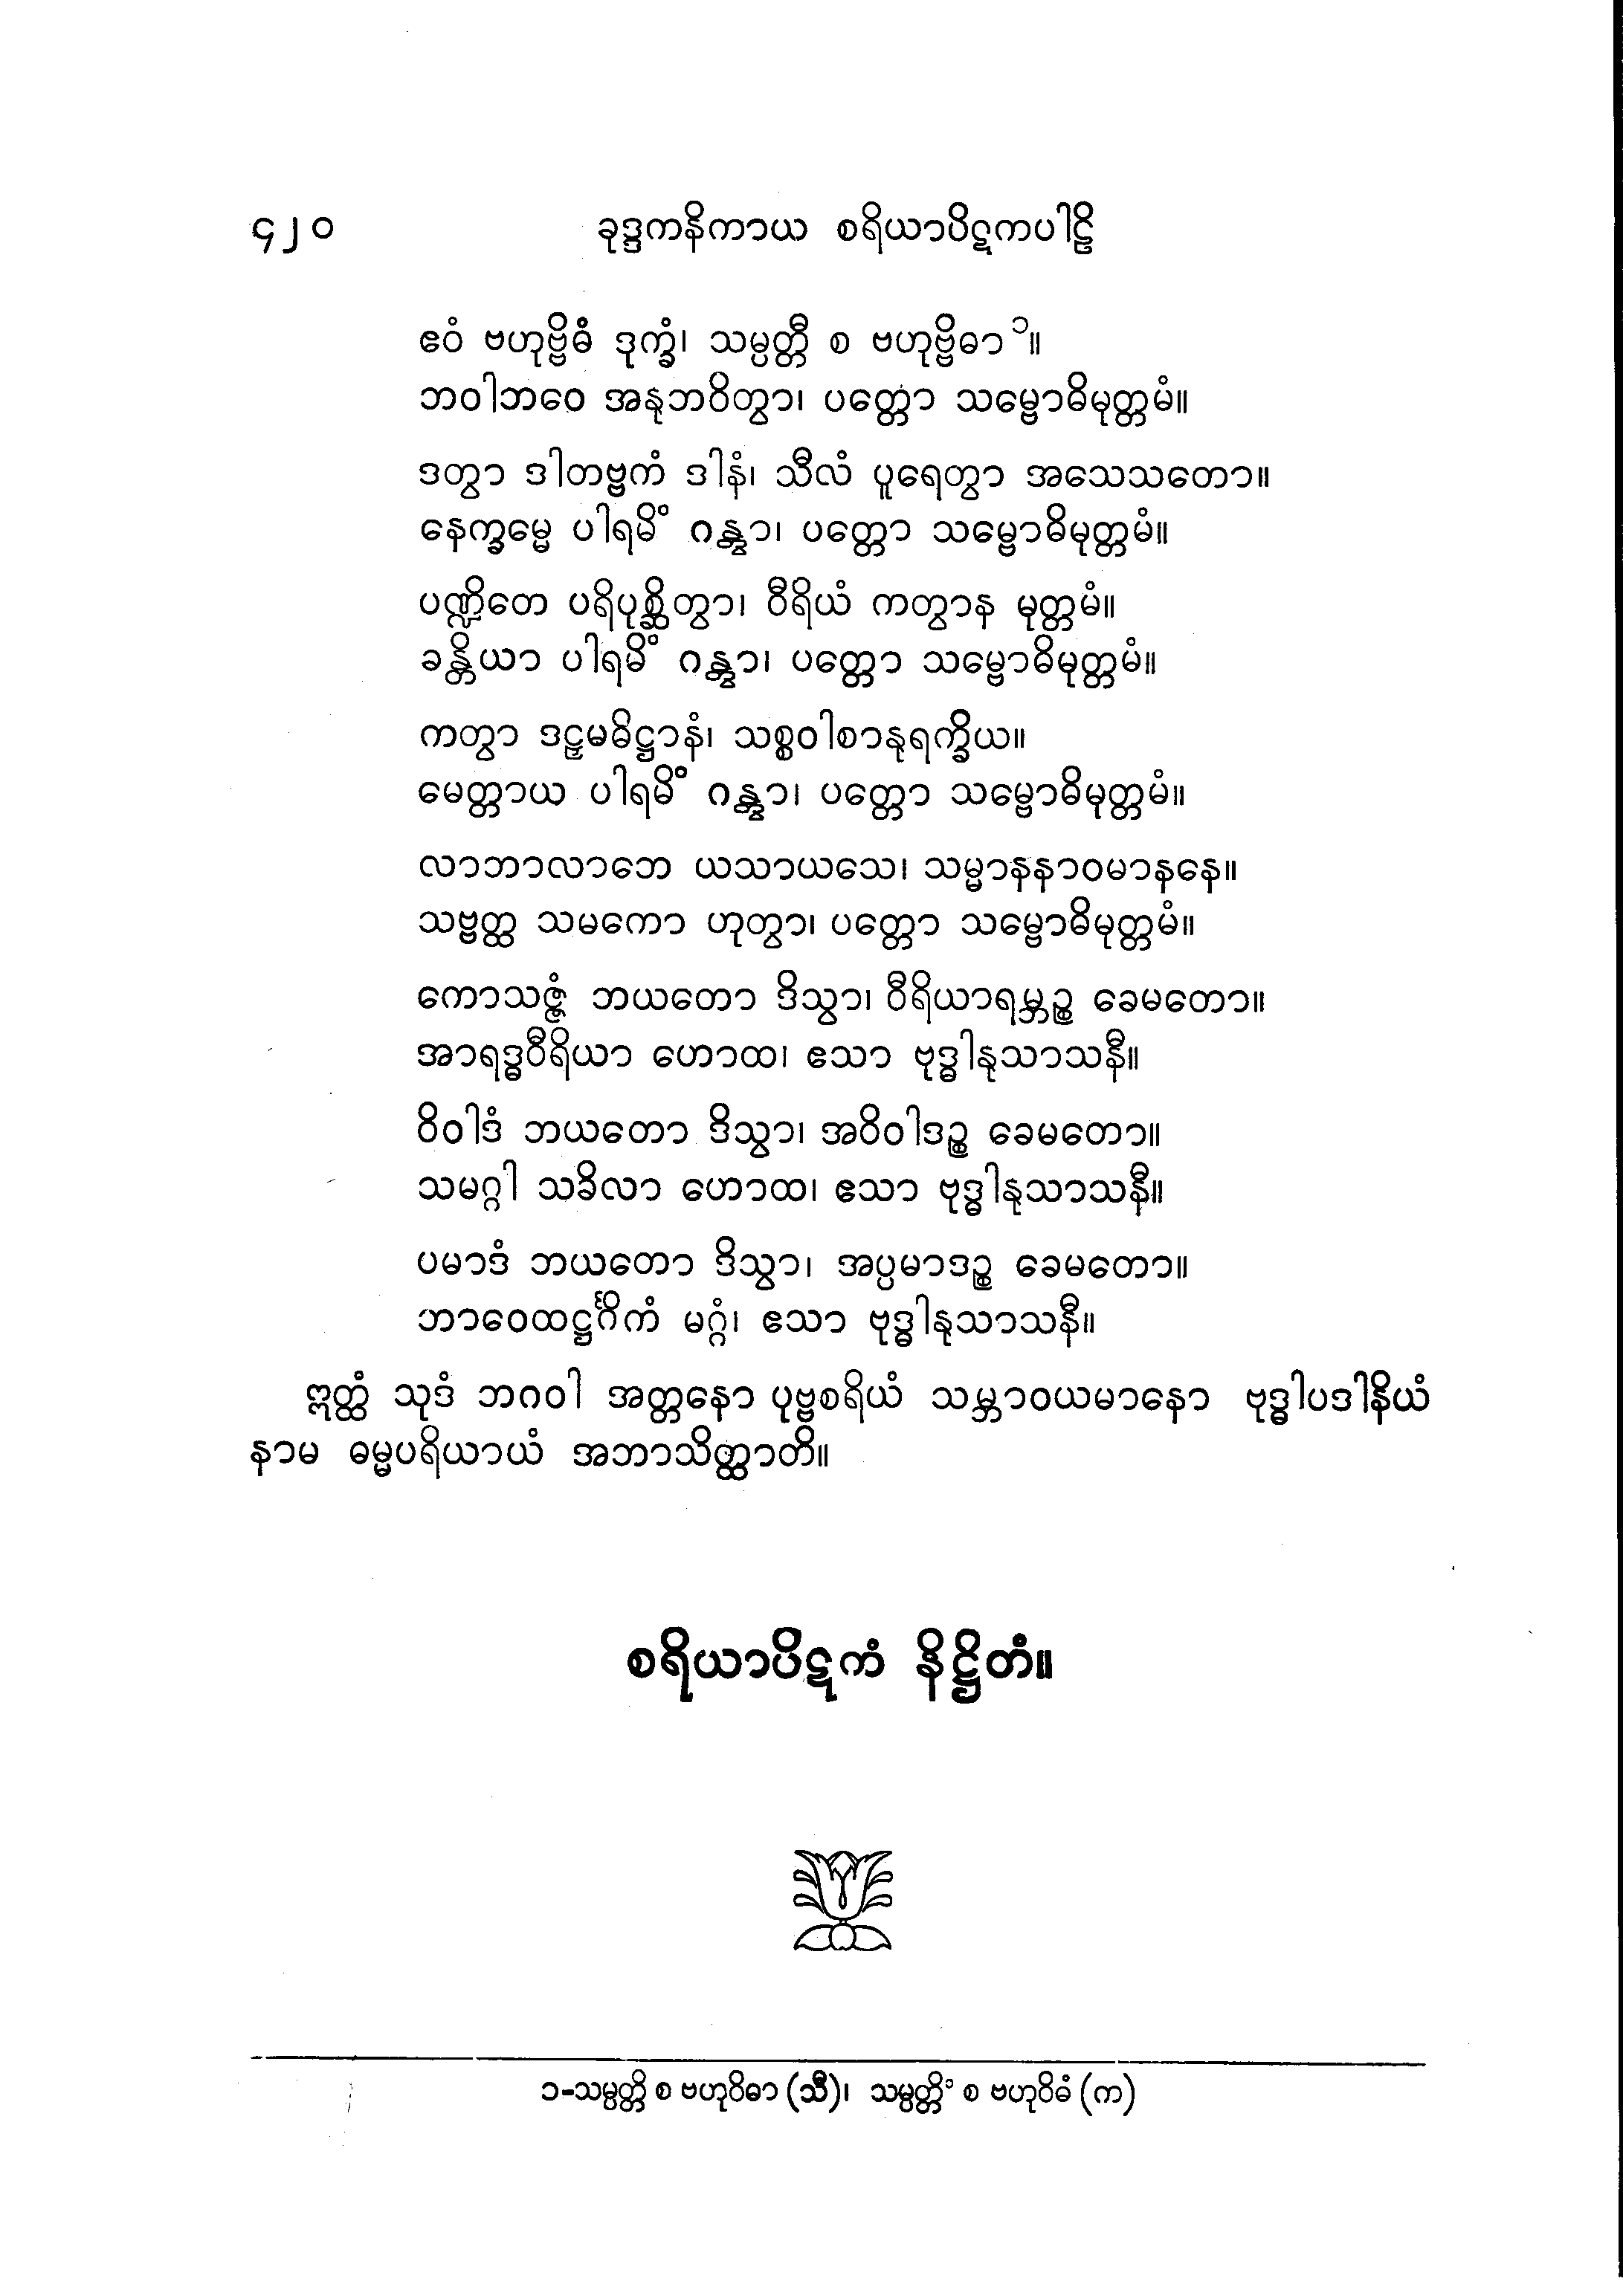 ၄၂၀ ခုဒ္ဒကနိကာယ စရိယာပိဋကပါဠိ
ဧဝံ ဗဟုဗ္ဗိဓံ ဒုက္ခံ၊ သမ္ပတ္တီ စ ဗဟုဗ္ဗိဓာ ၁။
ဘဝါဘဝေ အနုဘဝိတွာ၊ ပတ္တော သမ္ဗောဓိမုတ္တမံ။
ဒတွာ ဒါတဗ္ဗကံ ဒါနံ၊ သီလံ ပူရေတွာ အသေသတော။
နေက္ခမ္မေ ပါရမိံ ဂန္တွာ၊ ပတ္တော သမ္ဗောဓိမုတ္တမံ။
ပဏ္ဍိတေ ပရိပုစ္ဆိတွာ၊ ဝီရိယံ ကတွာန မုတ္တမံ။
ခန္တိယာ ပါရမိံ ဂန္တွာ၊ ပတ္တော သမ္ဗောဓိမုတ္တမံ။
ကတွာ ဒဠှမဓိဋ္ဌာနံ၊ သစ္စဝါစာနုရက္ခိယ။
မေတ္တာယ ပါရမိံ ဂန္တွာ၊ ပတ္တော သမ္ဗောဓိမုတ္တမံ။
လာဘာလာဘေ ယသာယသေ၊ သမ္မာနနာဝမာနနေ။
သဗ္ဗတ္ထ သမကော ဟုတွာ၊ ပတ္တော သမ္ဗောဓိမုတ္တမံ။
ကောသဇ္ဇံ ဘယတော ဒိသွာ၊ ဝီရိယာရမ္ဘဉ္စ ခေမတော။
အာရဒ္ဓဝီရိယာ ဟောထ၊ ဧသာ ဗုဒ္ဓါနုသာသနီ။
ဝိဝါဒံ ဘယတော ဒိသွာ၊ အဝိဝါဒဉ္စ ခေမတော။
သမဂ္ဂါ သခိလာ ဟောထ၊ ဧသာ ဗုဒ္ဓါနုသာသနီ။
ပမာဒံ ဘယတော ဒိသွာ၊ အပ္ပမာဒဉ္စ ခေမတော။
ဘာဝေထဋ္ဌင်္ဂိကံ မဂ္ဂံ၊ ဧသာ ဗုဒ္ဓါနုသာသနီ။
ဣတ္ထံ သုဒံ ဘဂဝါ အတ္တနော ပုဗ္ဗစရိယံ သမ္ဘာဝယမာနော ဗုဒ္ဓါပဒါနိယံ
နာမ ဓမ္မပရိယာယံ အဘာသိတ္ထာတိ။
စရိယာပိဋကံ နိဋ္ဌိတံ။
၁-သမ္ပတ္တိ စ ဗဟုဝိဓာ (သီ)၊ သမ္ပတ္တိံ စ ဗဟုဝိဓံ (က)